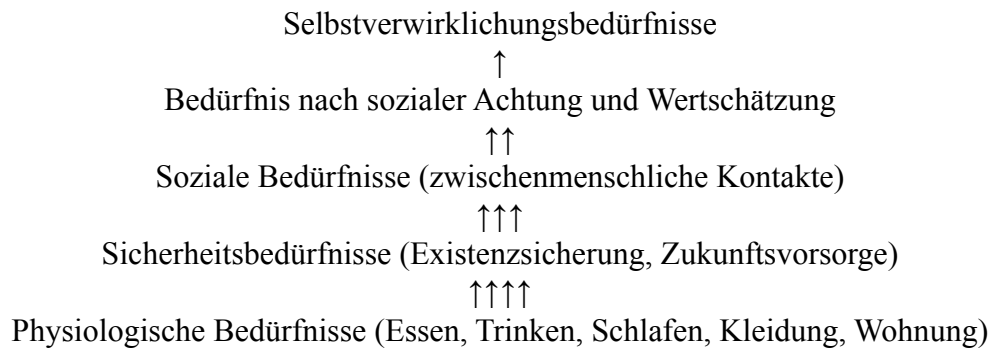 Selbstverwirklichungsbedürfnisse
↑
Bedürfnis nach sozialer Achtung und Wertschätzung
↑↑
Soziale Bedürfnisse (zwischenmenschliche Kontakte)
↑↑↑
Sicherheitsbedürfnisse (Existenzsicherung, Zukunftsvorsorge)
↑↑↑↑
Physiologische Bedürfnisse (Essen, Trinken, Schlafen, Kleidung, Wohnung)